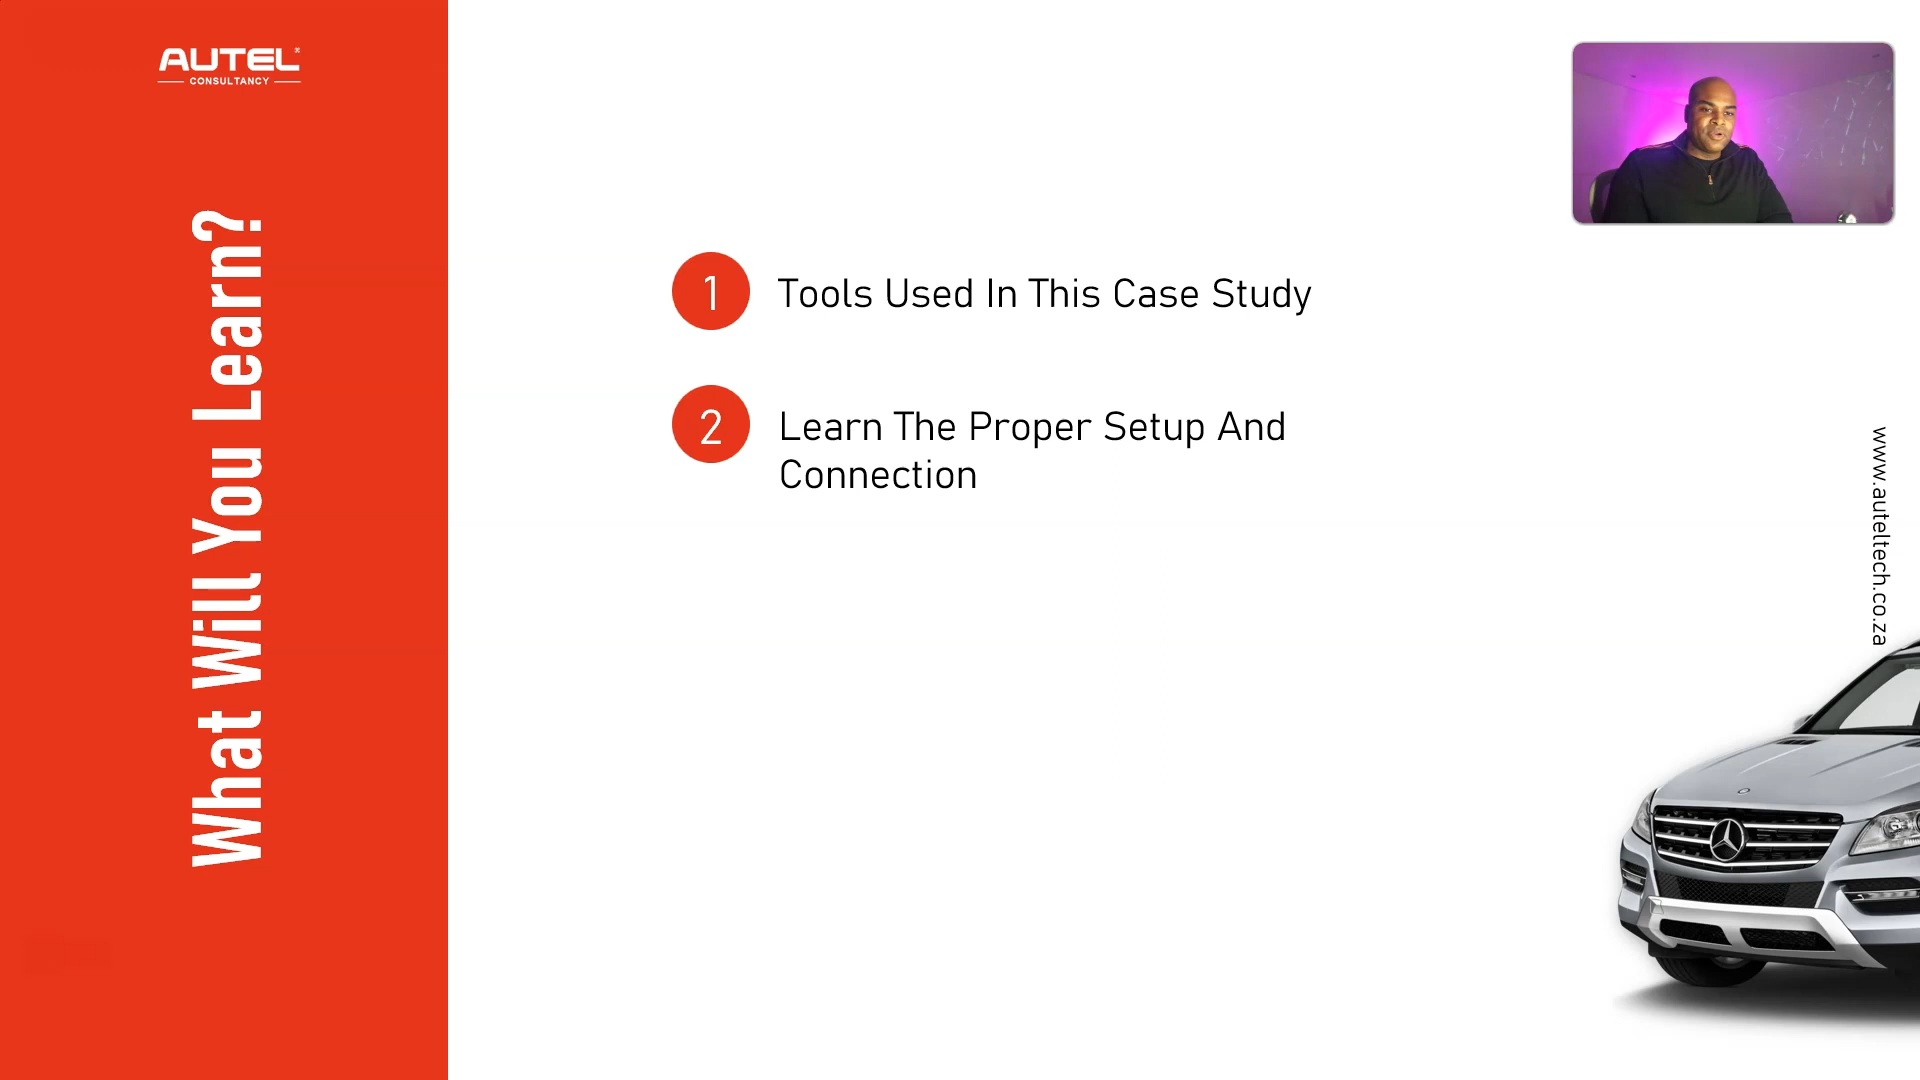 AUTEL®
CONSULTANCY
What Will You Learn?
1 Tools Used In This Case Study
2 Learn The Proper Setup And
Connection
www.auteltech.co.za